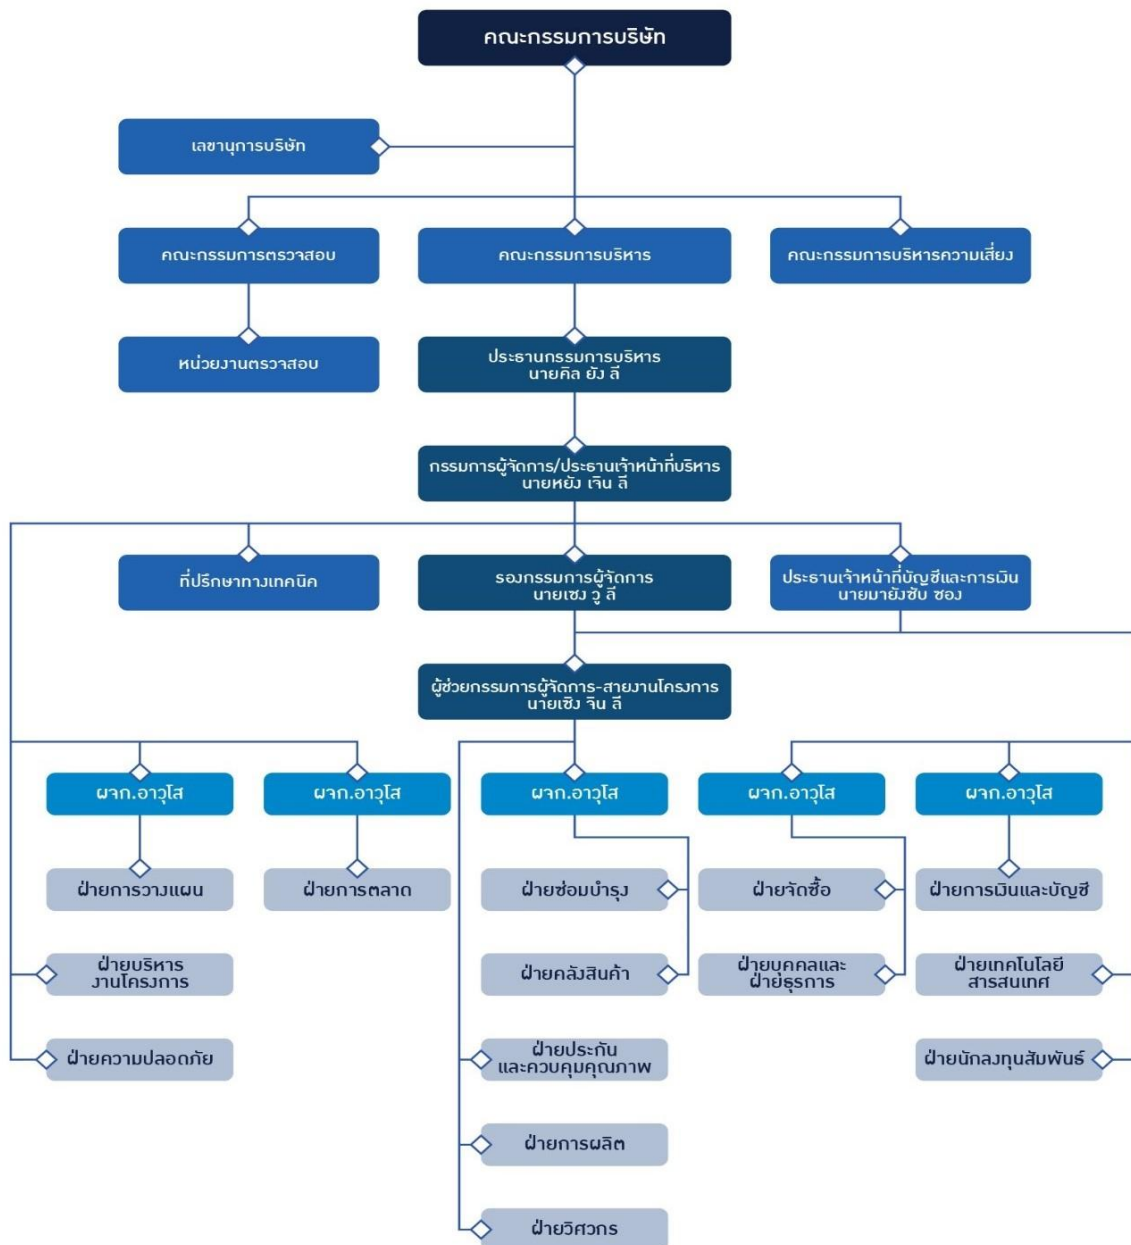 คณะกรรมการบริษัท
เลขานุการบริษัท
คณะกรรมการตรวจสอบ
คณะกรรมการบริหาร
คณะกรรมการบริหารความเสี่ยง
หน่วยงานตรวจสอบ
ประธานกรรมการบริหาร
นายคิล ยัง ลี
กรรมการผู้จัดการ/ประธานเจ้าหน้าที่บริหาร
นายหยัง เจิน ลี
ที่ปรึกษาทางเทคนิค
รองกรรมการผู้จัดการ
นายเซง วู ลี
ประธานเจ้าหน้าที่บัญชีและการเงิน
นายมายังซับ ซอง
ผู้ช่วยกรรมการผู้จัดการ-สายงานโครงการ
นายเชิง จิน ลี
ผจก.อาวุโส
ผจก.อาวุโส
ผจก.อาวุโส
ผจก.อาวุโส
ผจก.อาวุโส
ฝ่ายการวางแผน
ฝ่ายการตลาด
ฝ่ายซ่อมบำรุง
ฝ่ายจัดซื้อ
ฝ่ายการเงินและบัญชี
ฝ่ายบริหาร
งานโครงการ
ฝ่ายคลังสินค้า
ฝ่ายบุคคลและ
ฝ่ายธุรการ
ฝ่ายเทคโนโลยี
สารสนเทศ
ฝ่ายความปลอดภัย
ฝ่ายประกัน
และควบคุมคุณภาพ
ฝ่ายนักลงทุนสัมพันธ์
ฝ่ายการผลิต
ฝ่ายวิศวกร